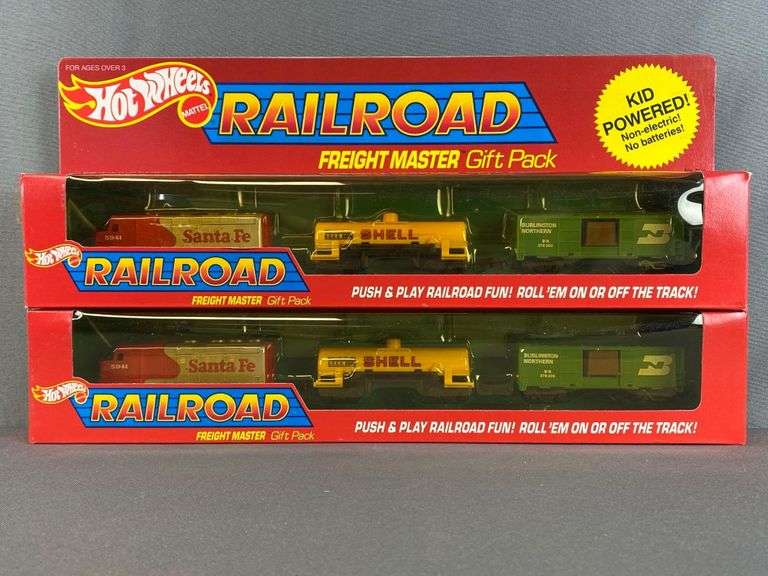 FOR AGES OVER 3
HOT WHEELS
MATTEL
RAILROAD
FREIGHT MASTER™ Gift Pack
KID
POWERED!
Non-electric!
No batteries!
Santa Fe
SHELL
BURLINGTON
NORTHERN
BN
HOT WHEELS
RAILROAD
FREIGHT MASTER Gift Pack
PUSH & PLAY RAILROAD FUN! ROLL 'EM ON OR OFF THE TRACK!
Santa Fe
SHELL
BURLINGTON
NORTHERN
BN
HOT WHEELS
RAILROAD
FREIGHT MASTER Gift Pack
PUSH & PLAY RAILROAD FUN! ROLL 'EM ON OR OFF THE TRACK!